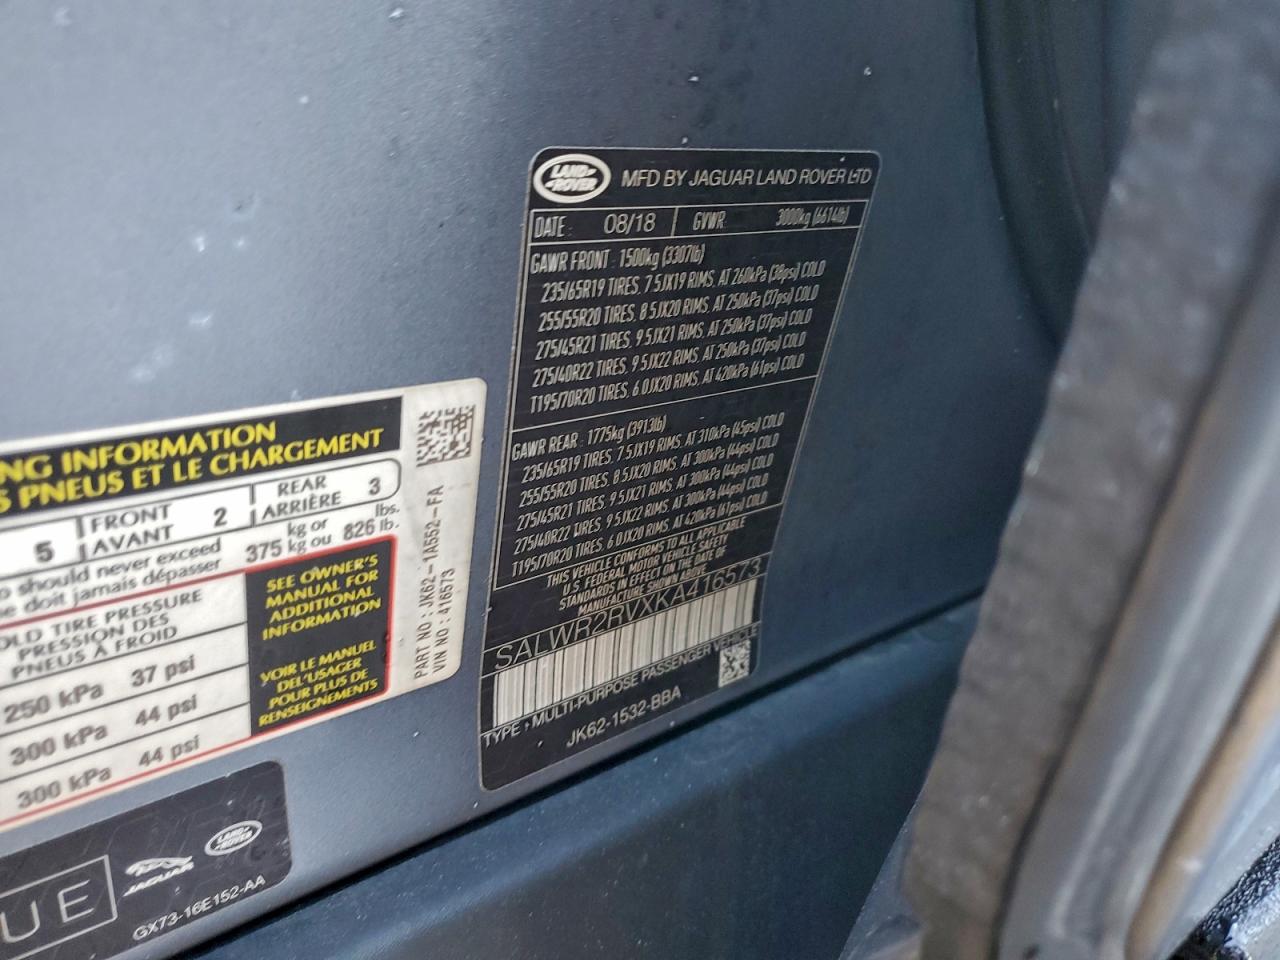 LAND-
-ROVER
MFD BY JAGUAR LAND ROVER LTD
DATE: 08/18 GVWR: 3000kg (6614lb)
GAWR FRONT : 1500kg (3307lb)
235/65R19 TIRES, 7.5JX19 RIMS, AT 260kPa (38psi) COLD
255/55R20 TIRES, 8.5JX20 RIMS, AT 250kPa (37psi) COLD
275/45R21 TIRES, 9.5JX21 RIMS, AT 250kPa (37psi) COLD
275/40R22 TIRES, 9.5JX22 RIMS, AT 250kPa (37psi) COLD
T195/70R20 TIRES, 6.0JX20 RIMS, AT 420kPa (61psi) COLD
GAWR REAR : 1775kg (3913lb)
235/65R19 TIRES, 7.5JX19 RIMS, AT 310kPa (45psi) COLD
255/55R20 TIRES, 8.5JX20 RIMS, AT 300kPa (44psi) COLD
275/45R21 TIRES, 9.5JX21 RIMS, AT 300kPa (44psi) COLD
275/40R22 TIRES, 9.5JX22 RIMS, AT 300kPa (44psi) COLD
T195/70R20 TIRES, 6.0JX20 RIMS, AT 420kPa (61psi) COLD
THIS VEHICLE CONFORMS TO ALL APPLICABLE
U.S. FEDERAL MOTOR VEHICLE SAFETY
STANDARDS IN EFFECT ON THE DATE OF
MANUFACTURE SHOWN ABOVE
SALWR2RVXKA416573
TYPE • MULTI-PURPOSE PASSENGER VEHICLE
JK62-1532-BBA
NG INFORMATION
S PNEUS ET LE CHARGEMENT
5 FRONT AVANT 2 REAR ARRIÈRE 3
o should never exceed
ne doit jamais dépasser
375 kg or kg ou 826 lbs. lb.
OLD TIRE PRESSURE
PRESSION DES
PNEUS À FROID
250 kPa 37 psi
300 kPa 44 psi
300 kPa 44 psi
SEE OWNER'S
MANUAL FOR
ADDITIONAL
INFORMATION
VOIR LE MANUEL
DEL'USAGER
POUR PLUS DE
RENSEIGNEMENTS
PART NO : JK62-1A552-FA
VIN NO : 416573
UE
JAGUAR
LAND-
-ROVER
GX73-16E152-AA